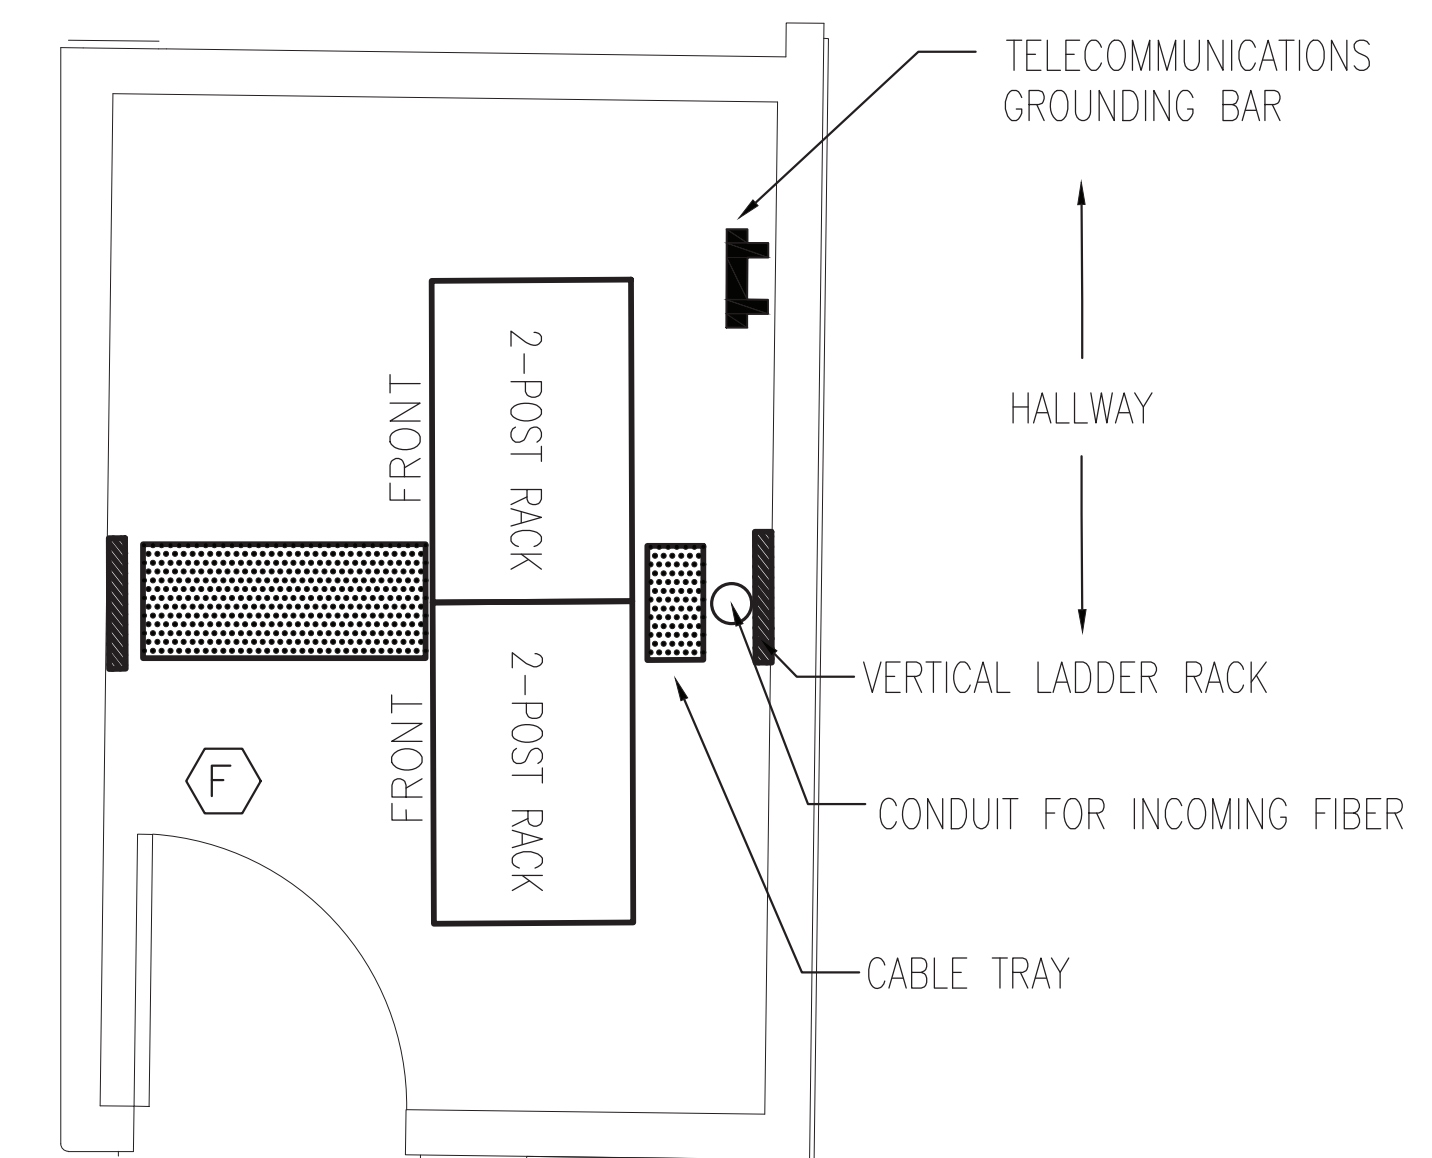 TELECOMMUNICATIONS
GROUNDING BAR
HALLWAY
FRONT
2-POST RACK
VERTICAL LADDER RACK
FRONT
2-POST RACK
F
CONDUIT FOR INCOMING FIBER
CABLE TRAY